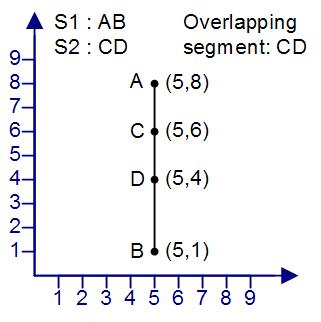 S1 : AB
S2 : CD
Overlapping
segment: CD
9
8
7
6
5
4
3
2
1
A (5,8)
C (5,6)
D (5,4)
B (5,1)
1 2 3 4 5 6 7 8 9